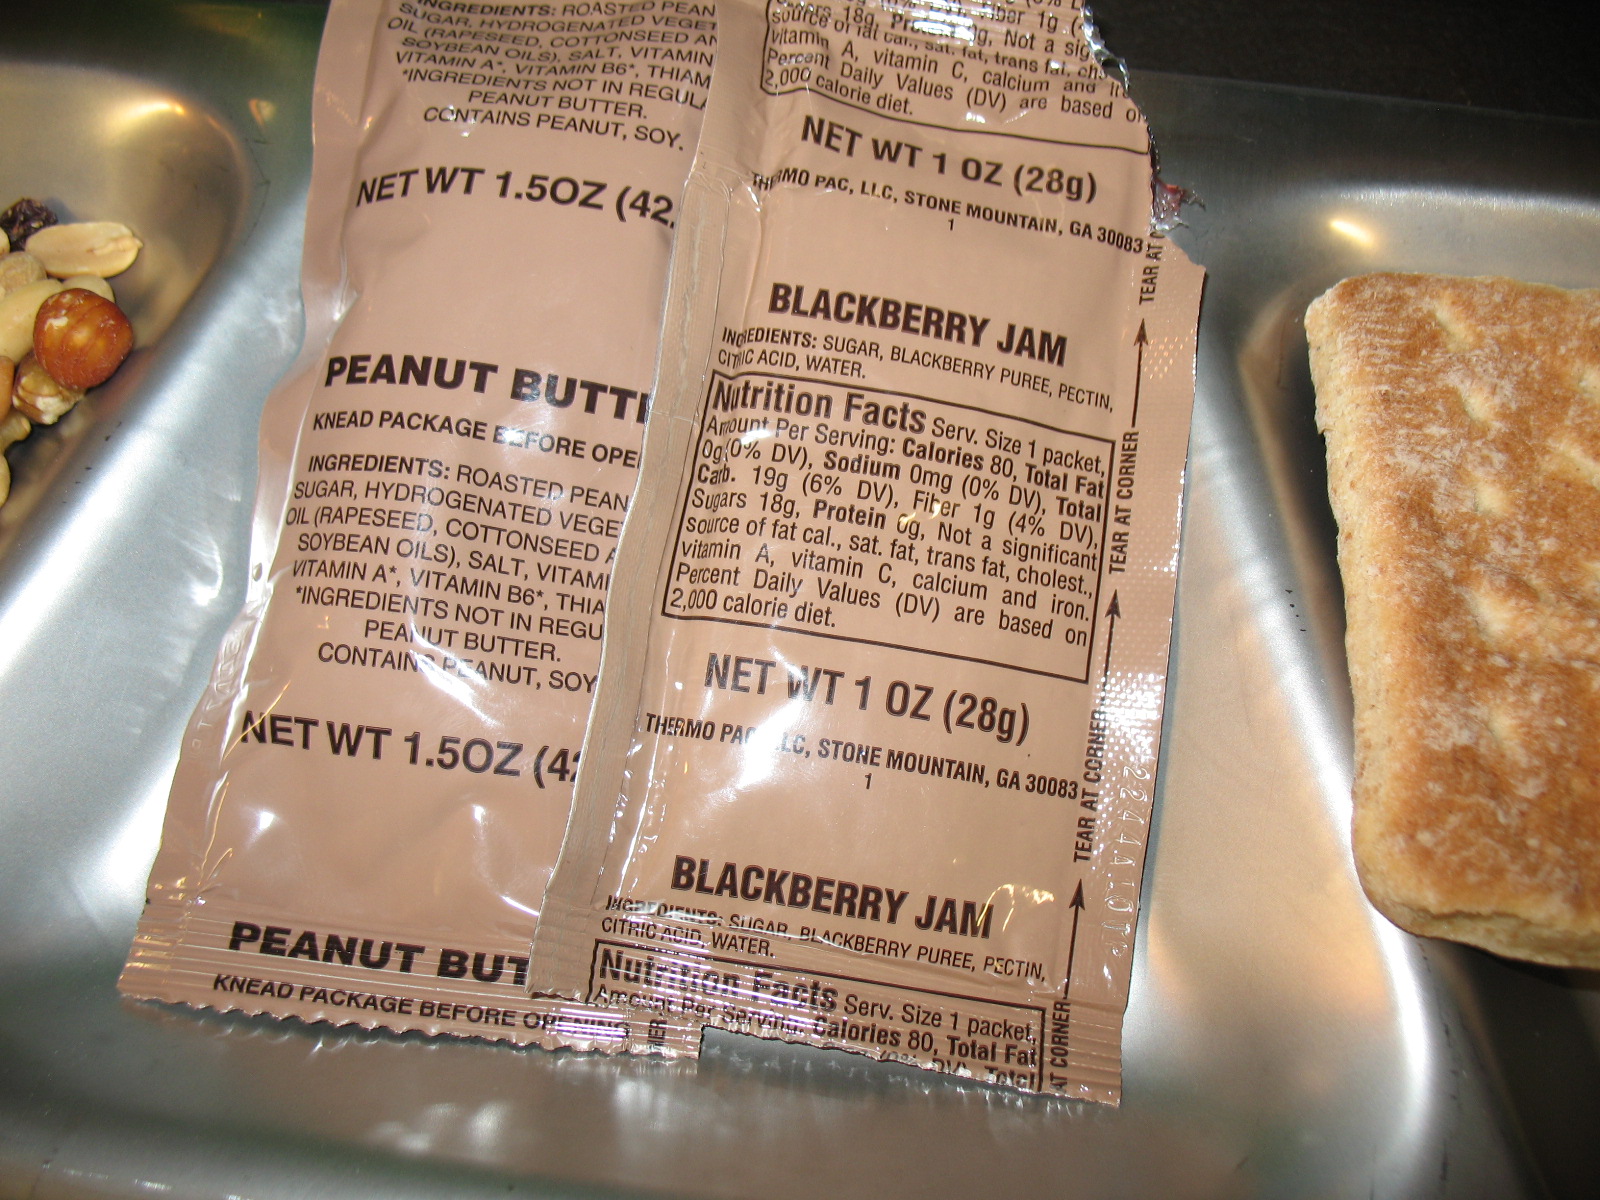 INGREDIENTS: ROASTED PEAN
SUGAR, HYDROGENATED VEGET
OIL (RAPESEED, COTTONSEED AN
SOYBEAN OILS), SALT, VITAMIN
VITAMIN A*, VITAMIN B6*, THIAM
*INGREDIENTS NOT IN REGULA
PEANUT BUTTER.
CONTAINS PEANUT, SOY.
NET WT 1.5OZ (42
PEANUT BUTT
KNEAD PACKAGE BEFORE OPE
INGREDIENTS: ROASTED PEAN
SUGAR, HYDROGENATED VEGE
OIL (RAPESEED, COTTONSEED A
SOYBEAN OILS), SALT, VITAMI
VITAMIN A*, VITAMIN B6*, THIA
*INGREDIENTS NOT IN REGU
PEANUT BUTTER.
CONTAINS PEANUT, SOY
NET WT 1.5OZ (42
PEANUT BUT
KNEAD PACKAGE BEFORE OPENING
18g, Not a sig
source of fat cal., sat. fat, trans fat,
vitamin A, vitamin C, calcium and
Percent Daily Values (DV) are based
2,000 calorie diet.
NET WT 1 OZ (28g)
THERMO PAC, LLC, STONE MOUNTAIN, GA 30083
1
BLACKBERRY JAM
INGREDIENTS: SUGAR, BLACKBERRY PUREE, PECTIN,
CITRIC ACID, WATER.
Nutrition Facts Serv. Size 1 packet,
Amount Per Serving: Calories 80, Total Fat
0g (0% DV), Sodium 0mg (0% DV), Total
Carb. 19g (6% DV), Fiber 1g (4% DV),
Sugars 18g, Protein 0g, Not a significant
source of fat cal., sat. fat, trans fat, cholest.,
vitamin A, vitamin C, calcium and iron.
Percent Daily Values (DV) are based on
2,000 calorie diet.
NET WT 1 OZ (28g)
THERMO PAC, LLC, STONE MOUNTAIN, GA 30083
1
BLACKBERRY JAM
INGREDIENTS: SUGAR, BLACKBERRY PUREE, PECTIN,
CITRIC ACID, WATER.
Nutrition Facts Serv. Size 1 packet,
Amount Per Serving: Calories 80, Total Fat
TEAR AT C
TEAR AT CORNER
TEAR AT CORNER
AT CORNER